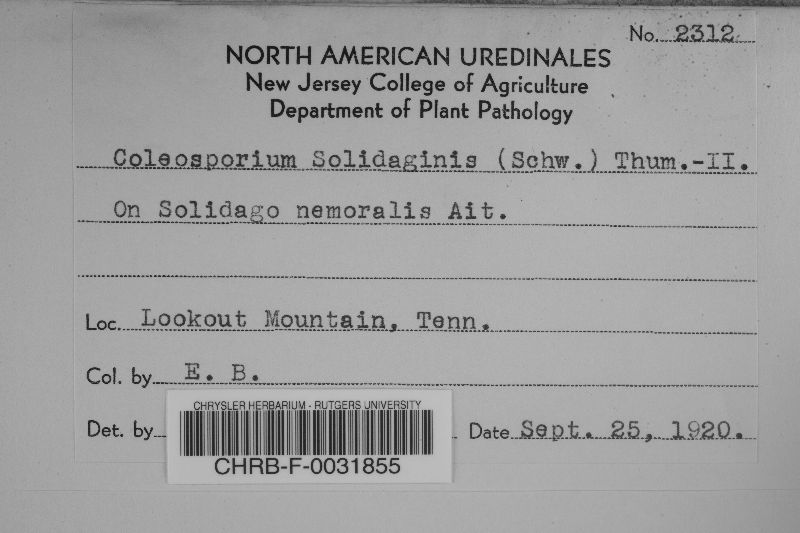 No. 2312
NORTH AMERICAN UREDINALES
New Jersey College of Agriculture
Department of Plant Pathology
Coleosporium Solidaginis (Schw.) Thum.-II.
On Solidago nemoralis Ait.
Loc. Lookout Mountain, Tenn.
Col. by E. B.
Det. by
Date Sept. 25, 1920.
CHRYSLER HERBARIUM - RUTGERS UNIVERSITY
CHRB-F-0031855